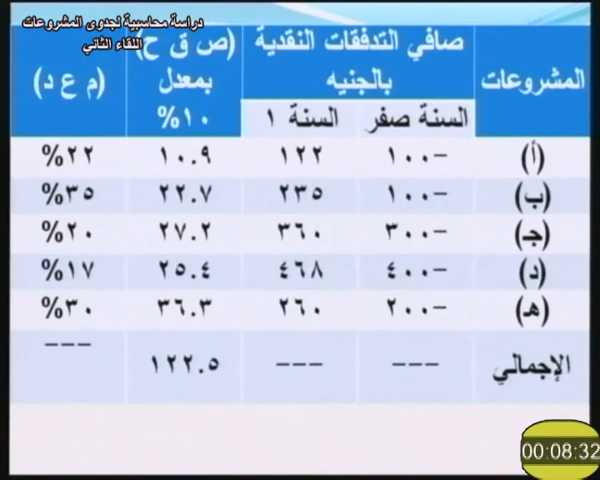 دراسة محاسبية لجدوى المشروعات
اللقاء الثاني
المشروعات صافي التدفقات النقدية بالجنيه (ص ق ح) بمعدل ١٠% (م ع د)
السنة صفر السنة ١
(أ) -١٠٠ ١٢٢ ١٠.٩ ٢٢%
(ب) -١٠٠ ٢٣٥ ٢٢.٧ ٣٥%
(جـ) -٣٠٠ ٣٦٠ ٢٧.٢ ٢٠%
(د) -٤٠٠ ٤٦٨ ٢٥.٤ ١٧%
(هـ) -٢٠٠ ٢٦٠ ٣٦.٣ ٣٠%
الإجمالي --- --- ١٢٢.٥ ---
00:08:32